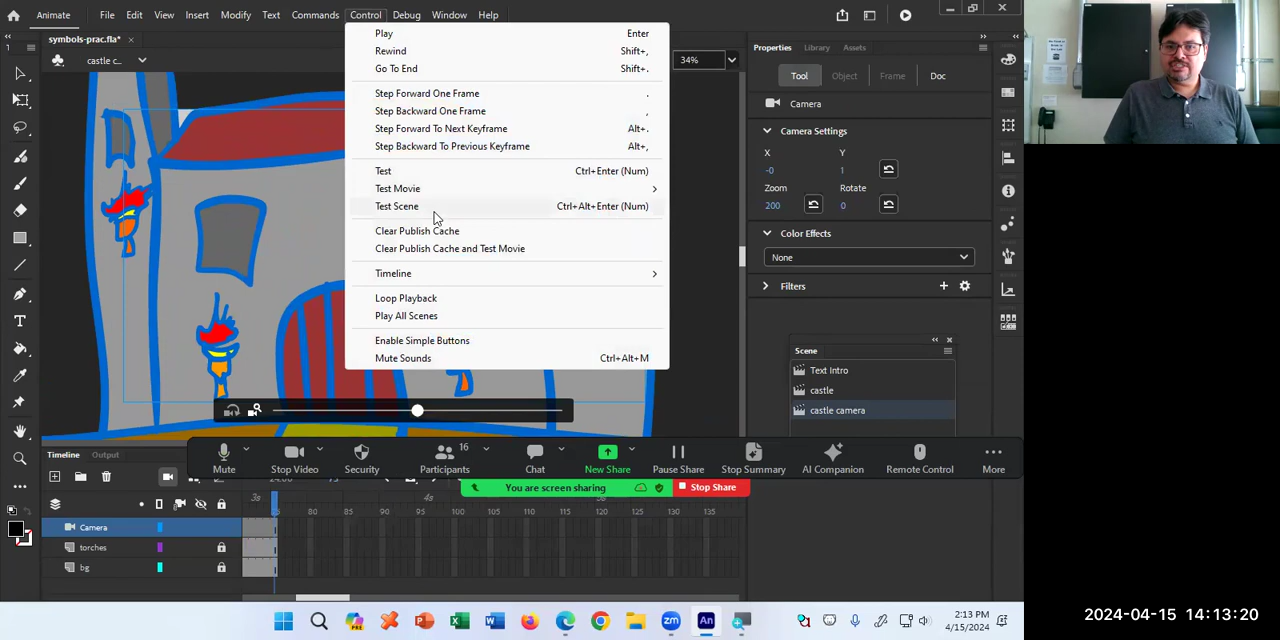 Animate File Edit View Insert Modify Text Commands Control Debug Window Help
symbols-prac.fla*
castle c...
34%
Play Enter
Rewind Shift+,
Go To End Shift+.
Step Forward One Frame .
Step Backward One Frame ,
Step Forward To Next Keyframe Alt+.
Step Backward To Previous Keyframe Alt+,
Test Ctrl+Enter (Num)
Test Movie
Test Scene Ctrl+Alt+Enter (Num)
Clear Publish Cache
Clear Publish Cache and Test Movie
Timeline
Loop Playback
Play All Scenes
Enable Simple Buttons
Mute Sounds Ctrl+Alt+M
Properties Library Assets
Tool Object Frame Doc
Camera
Camera Settings
X Y
-0 1
Zoom Rotate
200 0
Color Effects
None
Filters
Scene
Text Intro
castle
castle camera
16
Mute Stop Video Security Participants Chat New Share Pause Share Stop Summary AI Companion Remote Control More
You are screen sharing Stop Share
Timeline Output
3s 4s
80 85 90 95 100 105 110 115 120 125 130 135
Camera
torches
bg
2:13 PM
4/15/2024
2024-04-15 14:13:20